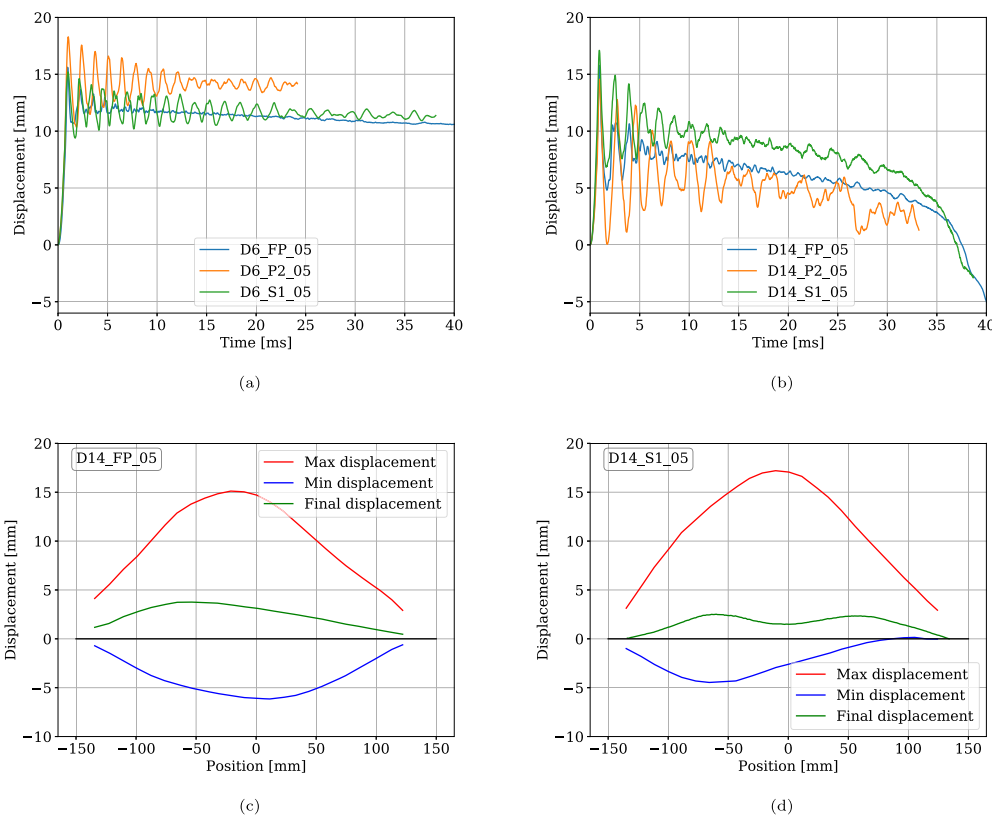 20
15
10
5
0
−5
Displacement [mm]
0 5 10 15 20 25 30 35 40
Time [ms]
D6_FP_05
D6_P2_05
D6_S1_05
(a)
20
15
10
5
0
−5
Displacement [mm]
0 5 10 15 20 25 30 35 40
Time [ms]
D14_FP_05
D14_P2_05
D14_S1_05
(b)
20
15
10
5
0
−5
−10
Displacement [mm]
D14_FP_05
Max displacement
Min displacement
Final displacement
−150 −100 −50 0 50 100 150
Position [mm]
(c)
20
15
10
5
0
−5
−10
Displacement [mm]
D14_S1_05
Max displacement
Min displacement
Final displacement
−150 −100 −50 0 50 100 150
Position [mm]
(d)